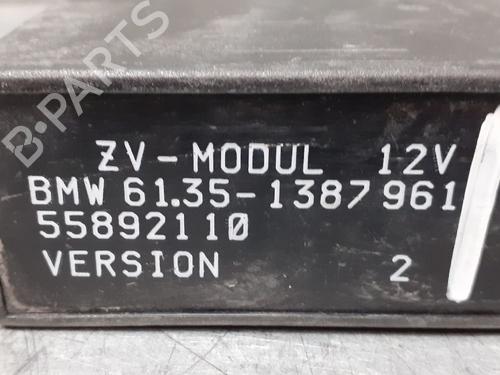 B-PARTS
ZV-MODUL 12V
BMW 61.35-1387961
55892110
VERSION 2